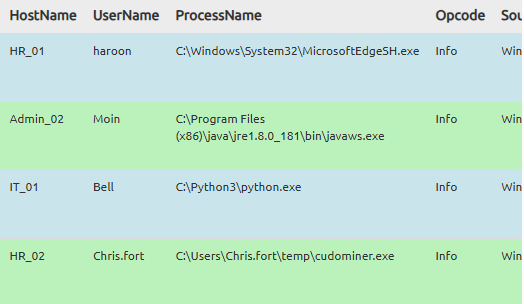 HostName UserName ProcessName Opcode Sou
HR_01 haroon C:\Windows\System32\MicrosoftEdgeSH.exe Info Win
Admin_02 Moin C:\Program Files Info Win
(x86)\java\jre1.8.0_181\bin\javaws.exe
IT_01 Bell C:\Python3\python.exe Info Win
HR_02 Chris.fort C:\Users\Chris.fort\temp\cudominer.exe Info Win